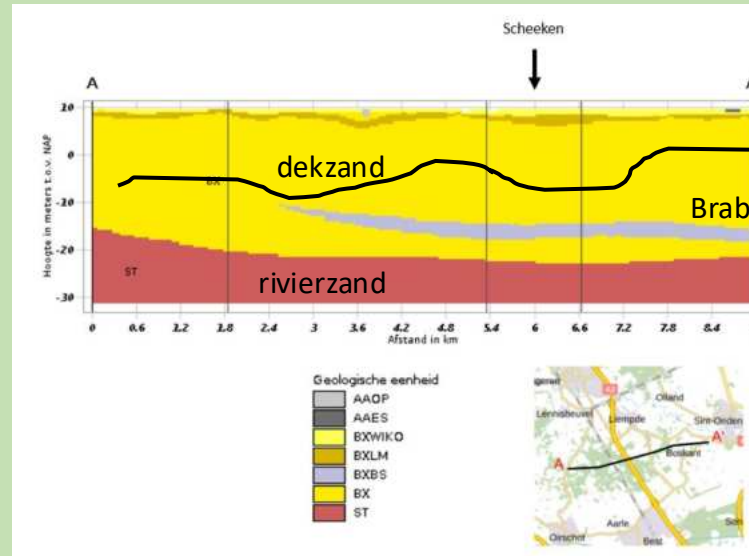 Scheeken
A
A
Hoogte in meters t.o.v. NAP
10
0
-10
-20
-30
dekzand
BX
Brab
ST
rivierzand
0 0.6 1.2 1.8 2.4 3 3.6 4.2 4.8 5.4 6 6.6 7.2 7.8 8.4
Afstand in km
Geologische eenheid
AAOP
AAES
BXWIKO
BXLM
BXBS
BX
ST
Olland
Lennisheuvel
Liempde
Sint-Oeden
A'
Boskant
A
Aarle
Oirschot
Best
Son